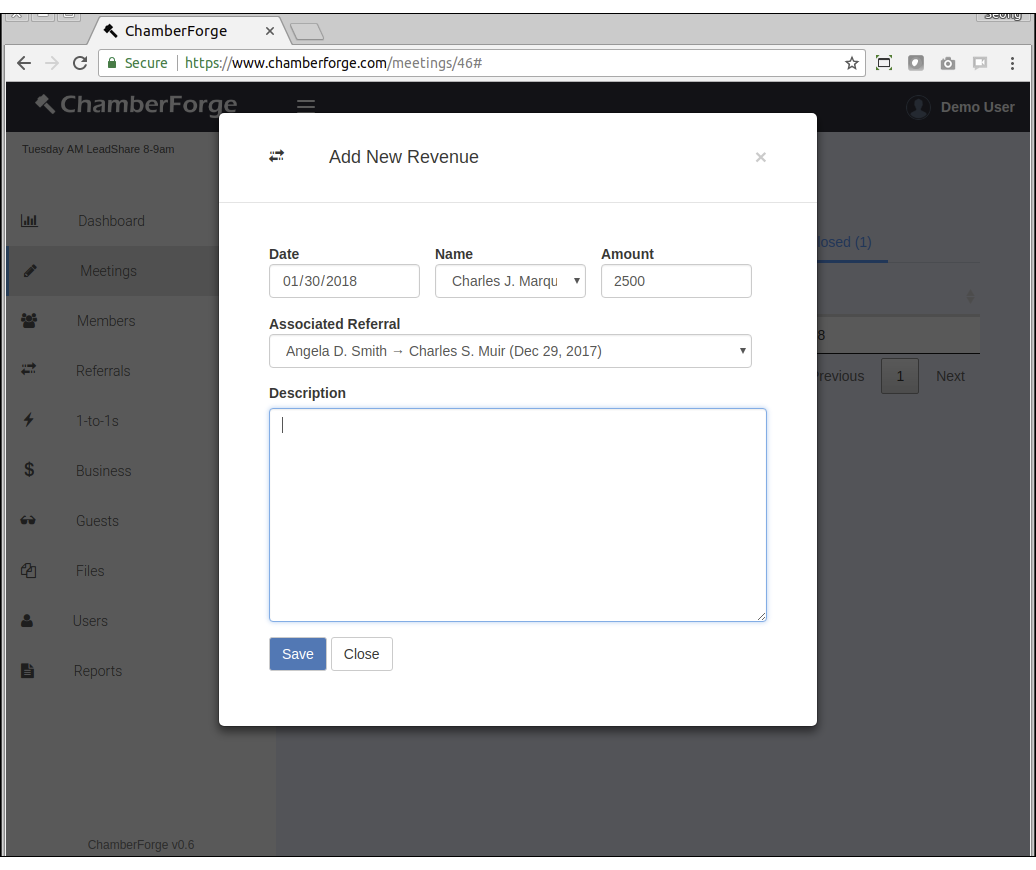 Seong
ChamberForge
Secure https://www.chamberforge.com/meetings/46#
ChamberForge
Demo User
Tuesday AM LeadShare 8-9am
Add New Revenue
Dashboard
Meetings
Members
Referrals
1-to-1s
Business
Guests
Files
Users
Reports
Date Name Amount
01/30/2018 Charles J. Marqu 2500
Associated Referral
Angela D. Smith → Charles S. Muir (Dec 29, 2017)
Description
Save Close
(1)
8
1 Next
ChamberForge v0.6